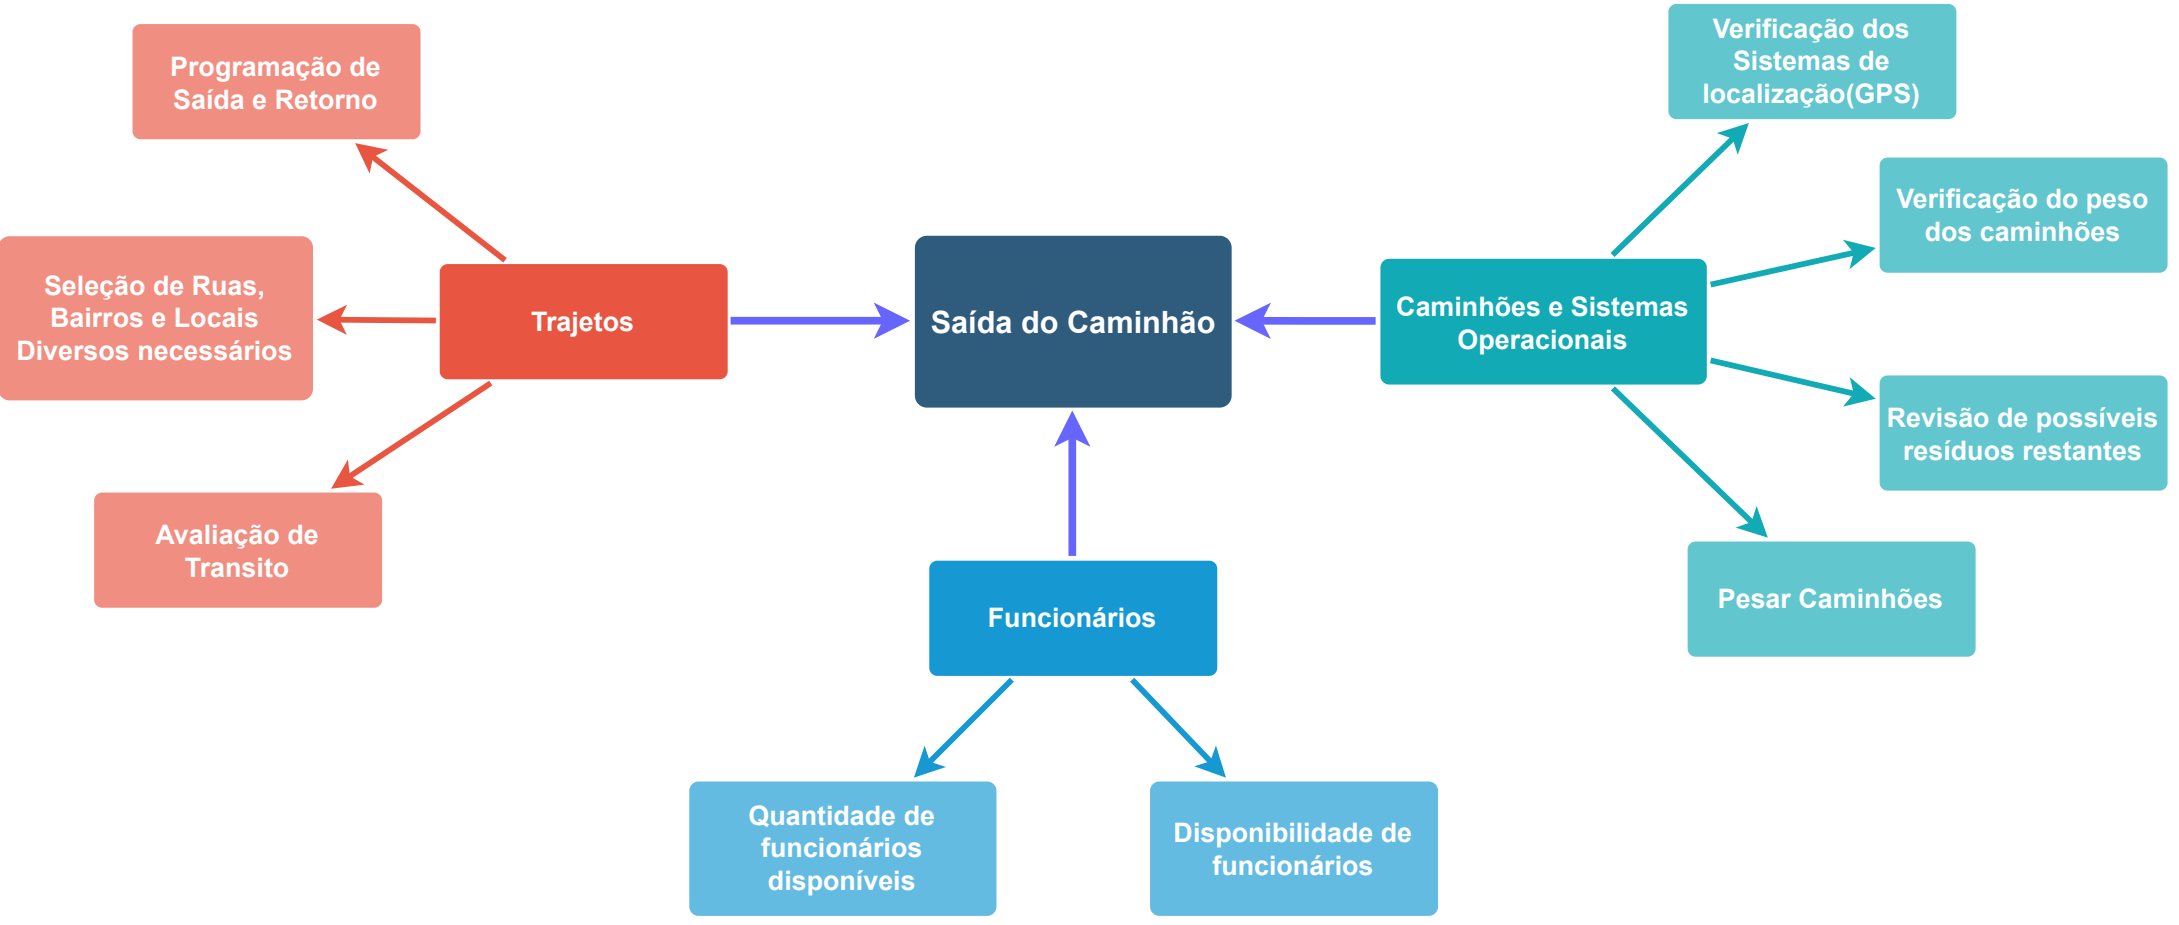 Programação de
Saída e Retorno
Seleção de Ruas,
Bairros e Locais
Diversos necessários
Avaliação de
Transito
Trajetos
Saída do Caminhão
Funcionários
Quantidade de
funcionários
disponíveis
Disponibilidade de
funcionários
Caminhões e Sistemas
Operacionais
Verificação dos
Sistemas de
localização(GPS)
Verificação do peso
dos caminhões
Revisão de possíveis
resíduos restantes
Pesar Caminhões